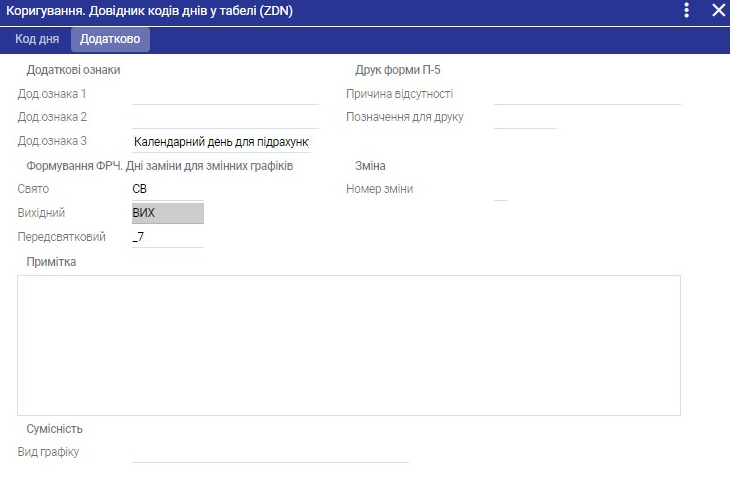 Коригування. Довідник кодів днів у табелі (ZDN)
Код дня Додатково
Додаткові ознаки
Друк форми П-5
Дод.ознака 1
Причина відсутності
Дод.ознака 2
Позначення для друку
Дод.ознака 3 Календарний день для підрахунк
Формування ФРЧ. Дні заміни для змінних графіків
Зміна
Свято СВ
Номер зміни
Вихідний ВИХ
Передсвятковий _7
Примітка
Сумісність
Вид графіку